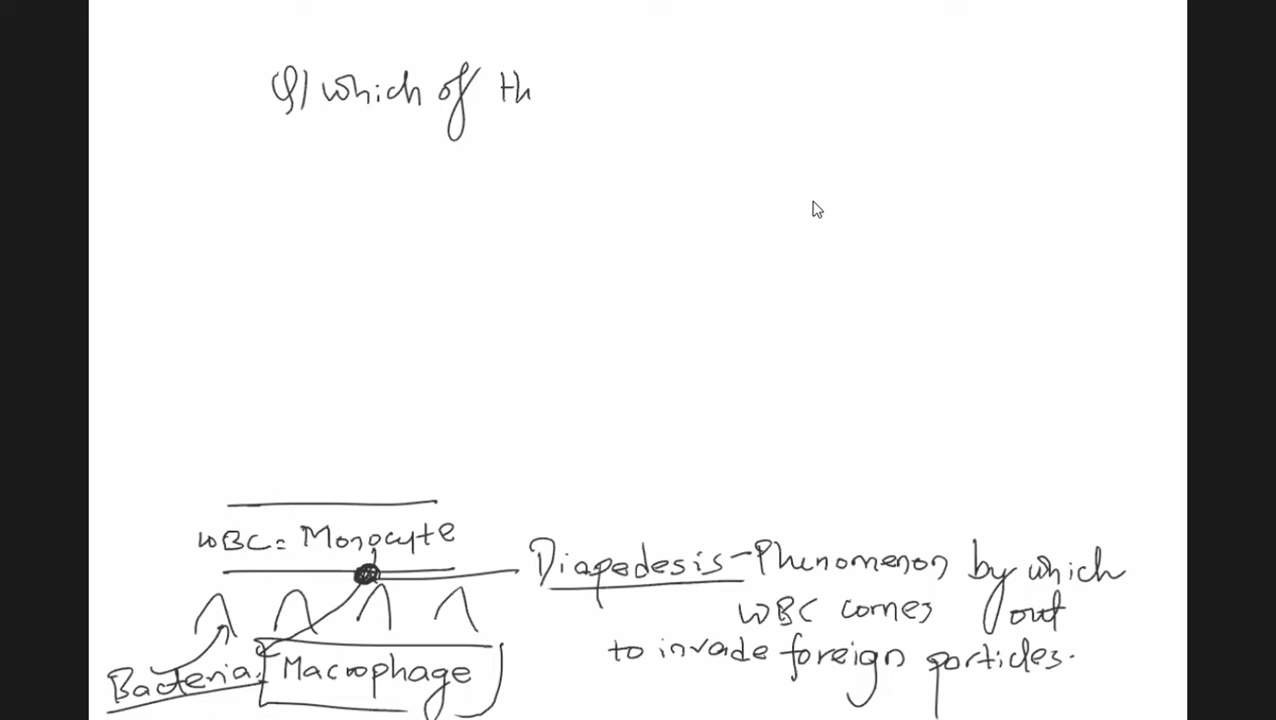 Q) which of th
WBC = Monocyte
Diapedesis - Phenomenon by which
WBC comes out
to invade foreign particles.
Bacteria.
Macrophage